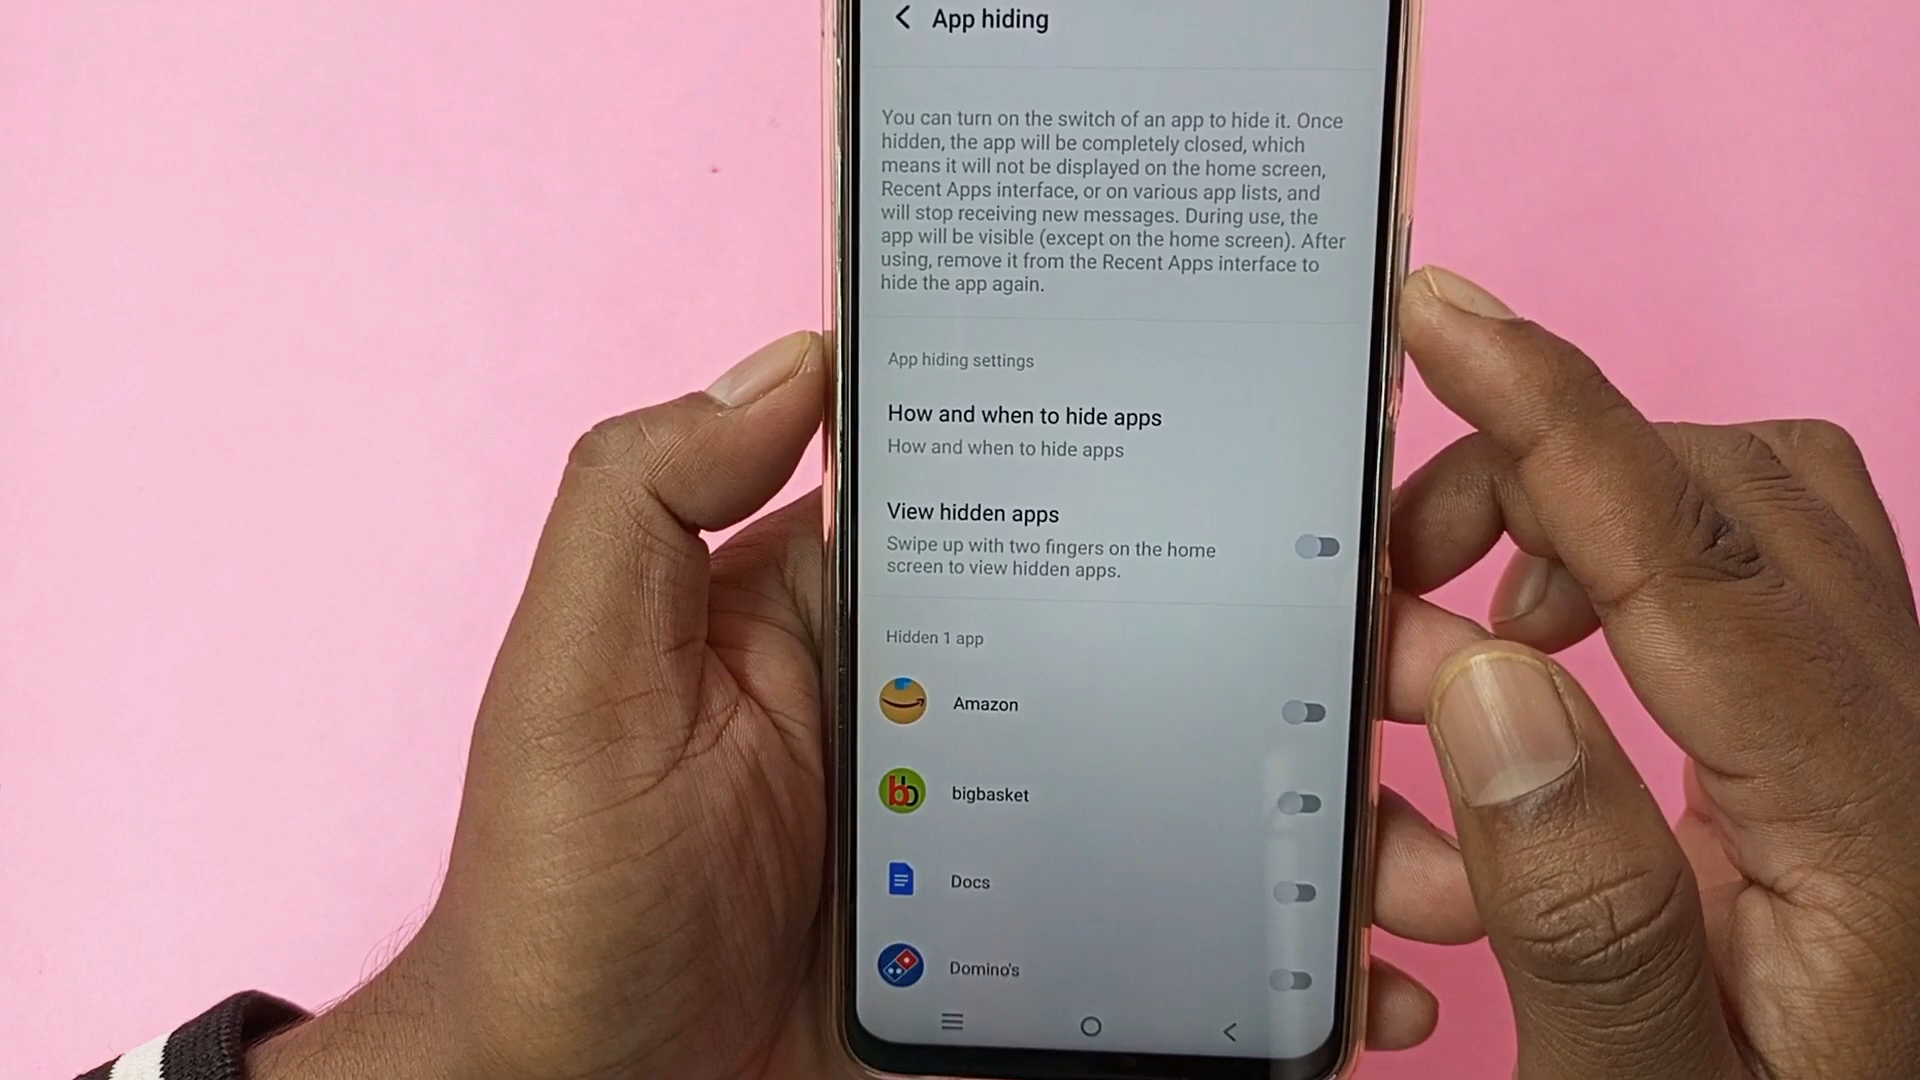 App hiding
You can turn on the switch of an app to hide it. Once
hidden, the app will be completely closed, which
means it will not be displayed on the home screen,
Recent Apps interface, or on various app lists, and
will stop receiving new messages. During use, the
app will be visible (except on the home screen). After
using, remove it from the Recent Apps interface to
hide the app again.
App hiding settings
How and when to hide apps
How and when to hide apps
View hidden apps
Swipe up with two fingers on the home
screen to view hidden apps.
Hidden 1 app
Amazon
bb
bigbasket
Docs
Domino's